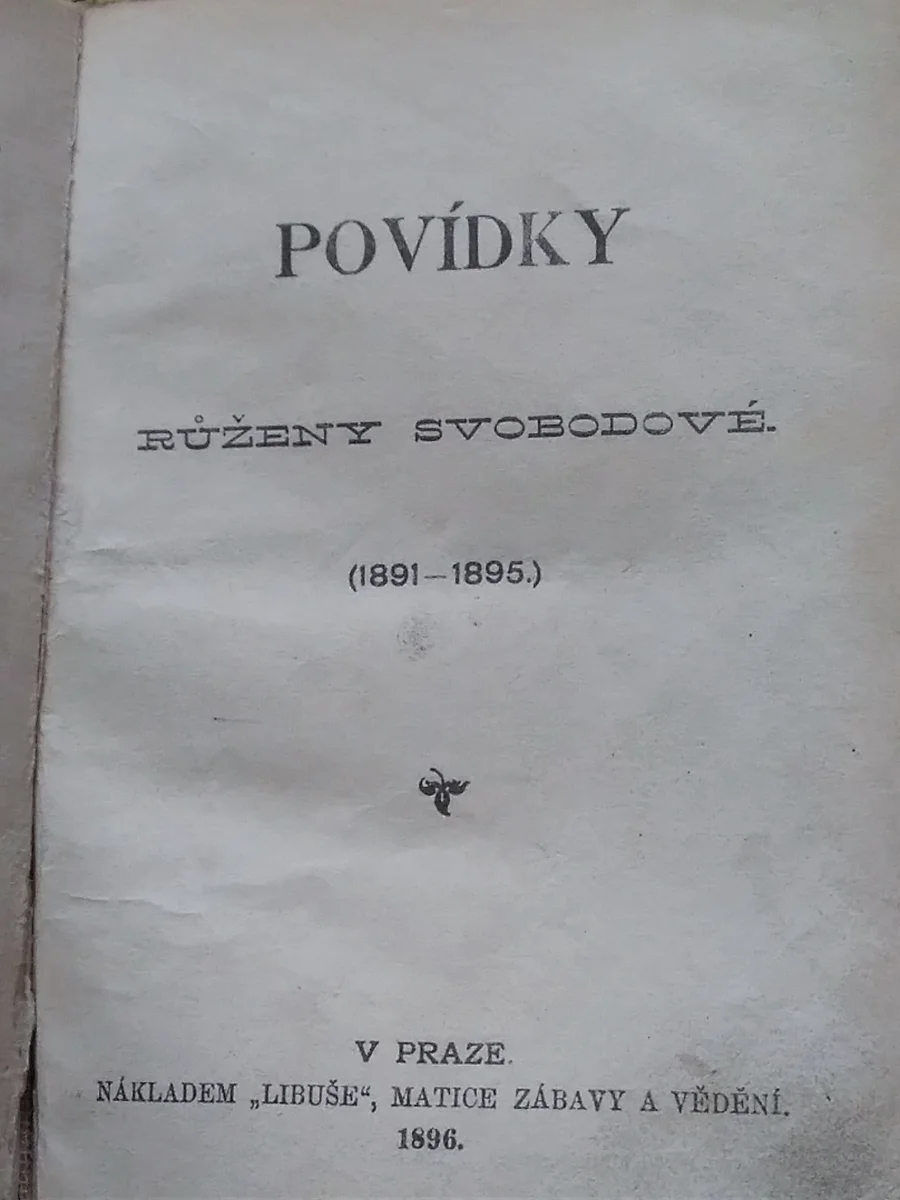 POVÍDKY
RŮŽENY SVOBODOVÉ.
(1891—1895.)
V PRAZE.
NÁKLADEM „LIBUŠE“, MATICE ZÁBAVY A VĚDĚNÍ.
1896.